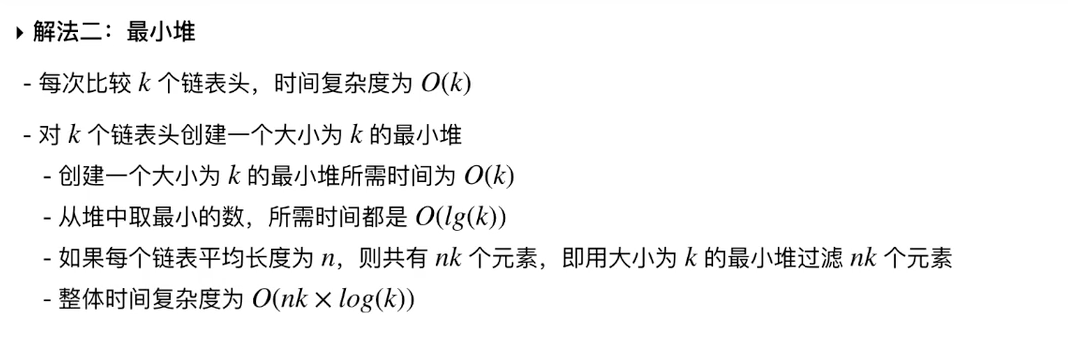 ▸ 解法二：最小堆
- 每次比较 k 个链表头，时间复杂度为 O(k)
- 对 k 个链表头创建一个大小为 k 的最小堆
- 创建一个大小为 k 的最小堆所需时间为 O(k)
- 从堆中取最小的数，所需时间都是 O(lg(k))
- 如果每个链表平均长度为 n，则共有 nk 个元素，即用大小为 k 的最小堆过滤 nk 个元素
- 整体时间复杂度为 O(nk × log(k))